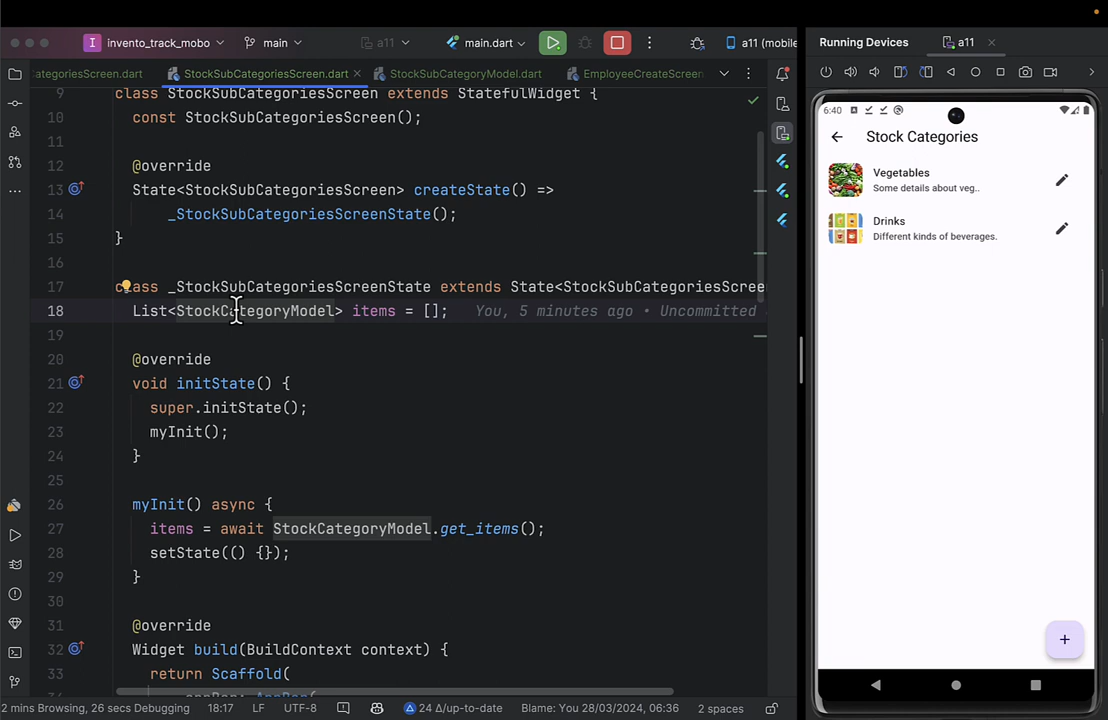 I invento_track_mobo main a11 main.dart a11 (mobile
Running Devices a11
CategoriesScreen.dart StockSubCategoriesScreen.dart StockSubCategoryModel.dart EmployeeCreateScreen
9 class StockSubCategoriesScreen extends StatefulWidget {
10 const StockSubCategoriesScreen();
11
12 @override
13 State<StockSubCategoriesScreen> createState() =>
14 _StockSubCategoriesScreenState();
15 }
16
17 class _StockSubCategoriesScreenState extends State<StockSubCategoriesScree
18 List<StockCategoryModel> items = []; You, 5 minutes ago • Uncommitted
19
20 @override
21 void initState() {
22 super.initState();
23 myInit();
24 }
25
26 myInit() async {
27 items = await StockCategoryModel.get_items();
28 setState(() {});
29 }
30
31 @override
32 Widget build(BuildContext context) {
33 return Scaffold(
2 mins Browsing, 26 secs Debugging 18:17 LF UTF-8 24 Δ/up-to-date Blame: You 28/03/2024, 06:36 2 spaces
6:40
Stock Categories
Vegetables
Some details about veg..
Drinks
Different kinds of beverages.
+